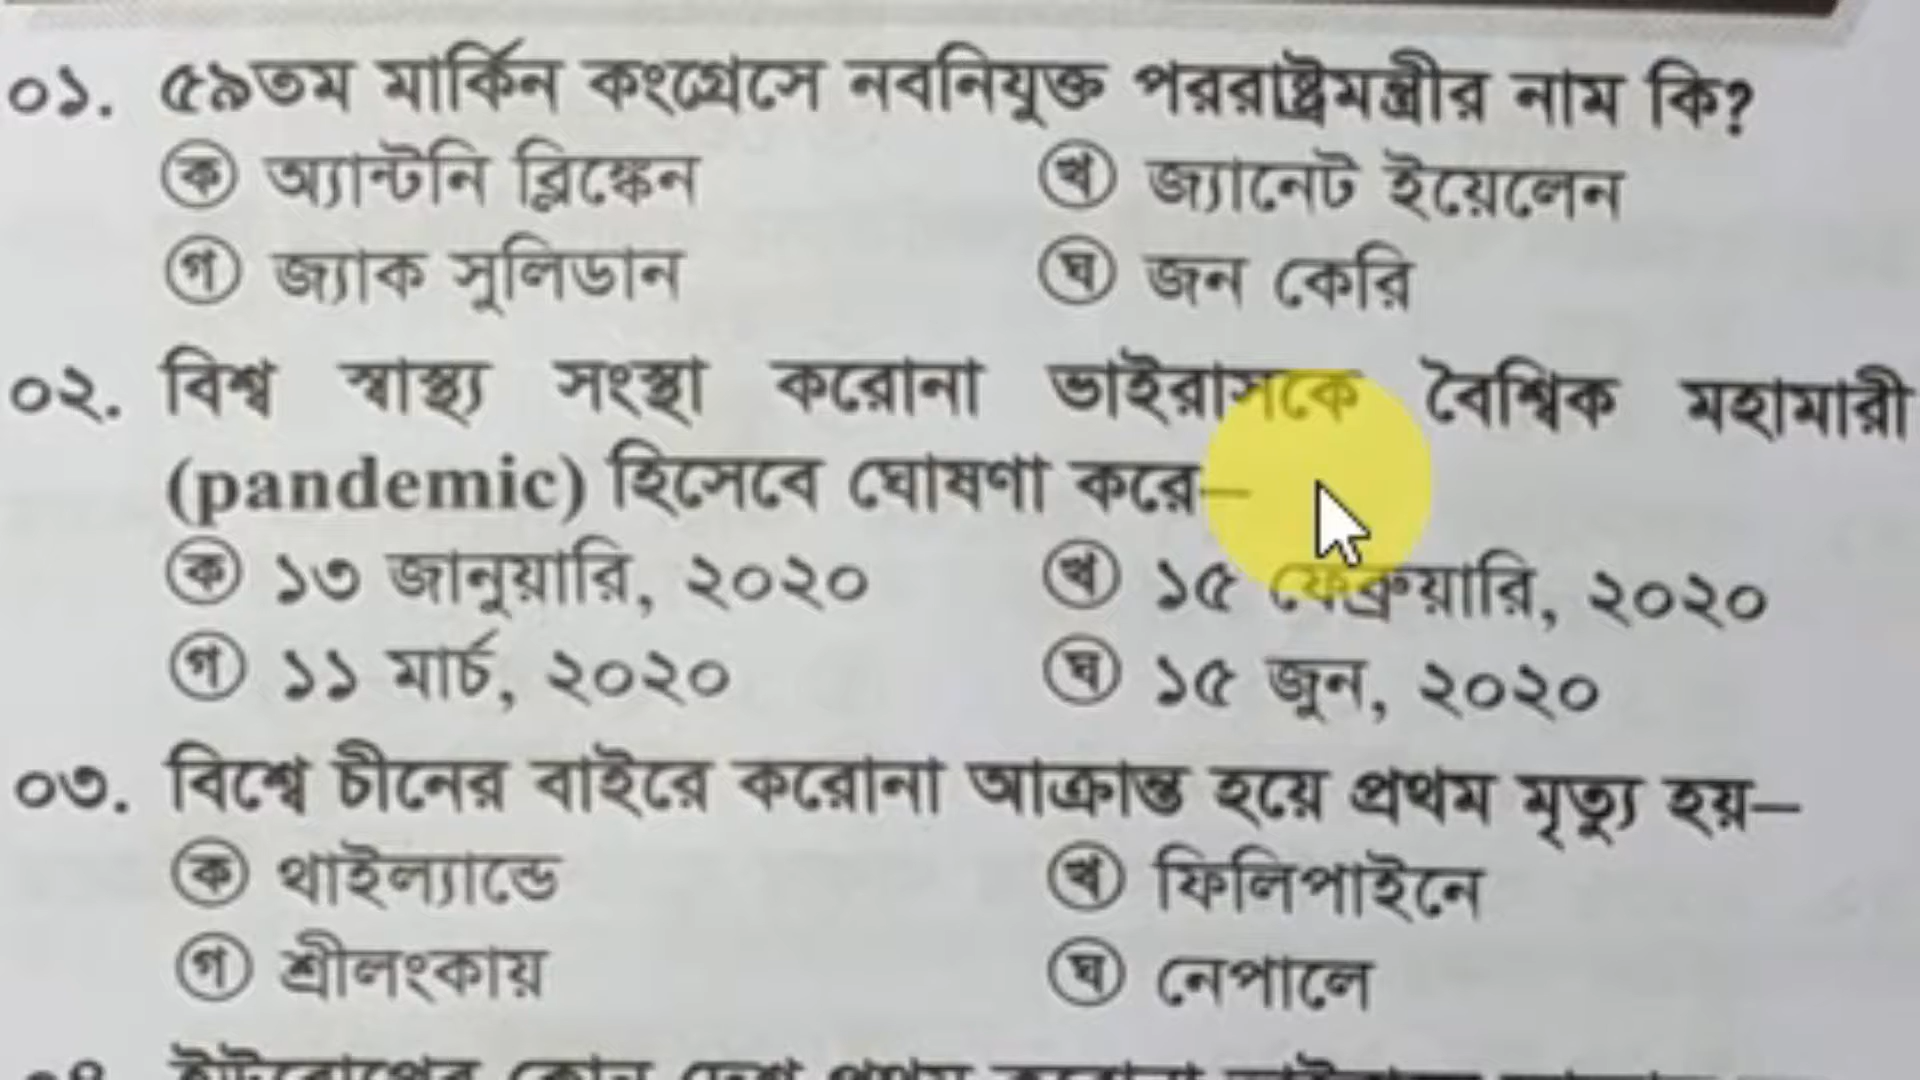 ০১. ৫৯তম মার্কিন কংগ্রেসে নবনিযুক্ত পররাষ্ট্রমন্ত্রীর নাম কি?
ক অ্যান্টনি ব্লিঙ্কেন খ জ্যানেট ইয়েলেন
গ জ্যাক সুলিডান ঘ জন কেরি
০২. বিশ্ব স্বাস্থ্য সংস্থা করোনা ভাইরাসকে বৈশ্বিক মহামারী
(pandemic) হিসেবে ঘোষণা করে–
ক ১৩ জানুয়ারি, ২০২০ খ ১৫ ফেব্রুয়ারি, ২০২০
গ ১১ মার্চ, ২০২০ ঘ ১৫ জুন, ২০২০
০৩. বিশ্বে চীনের বাইরে করোনা আক্রান্ত হয়ে প্রথম মৃত্যু হয়–
ক থাইল্যান্ডে খ ফিলিপাইনে
গ শ্রীলংকায় ঘ নেপালে